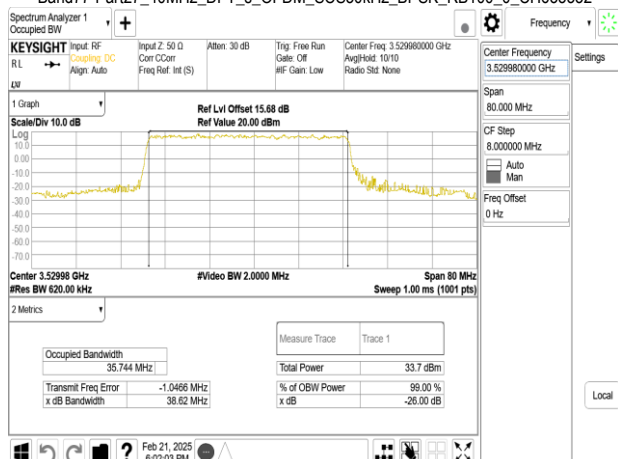 Spectrum Analyzer 1
Occupied BW
+
Frequency
KEYSIGHT
RL
LXI
Input: RF
Coupling: DC
Align: Auto
Input Z: 50 Ω
Corr CCorr
Freq Ref: Int (S)
Atten: 30 dB
Trig: Free Run
Gate: Off
#IF Gain: Low
Center Freq: 3.529980000 GHz
Avg|Hold: 10/10
Radio Std: None
Center Frequency
3.529980000 GHz
Settings
Span
80.000 MHz
CF Step
8.000000 MHz
Auto
Man
Freq Offset
0 Hz
Local
1 Graph
Scale/Div 10.0 dB
Ref Lvl Offset 15.68 dB
Ref Value 20.00 dBm
Log
10.0
0.00
-10.0
-20.0
-30.0
-40.0
-50.0
-60.0
-70.0
Center 3.52998 GHz
#Video BW 2.0000 MHz
Span 80 MHz
#Res BW 620.00 kHz
Sweep 1.00 ms (1001 pts)
2 Metrics
Measure Trace
Trace 1
Occupied Bandwidth
35.744 MHz
Total Power
33.7 dBm
Transmit Freq Error
-1.0466 MHz
% of OBW Power
99.00 %
x dB Bandwidth
38.62 MHz
x dB
-26.00 dB
?
Feb 21, 2025
6:02:03 PM